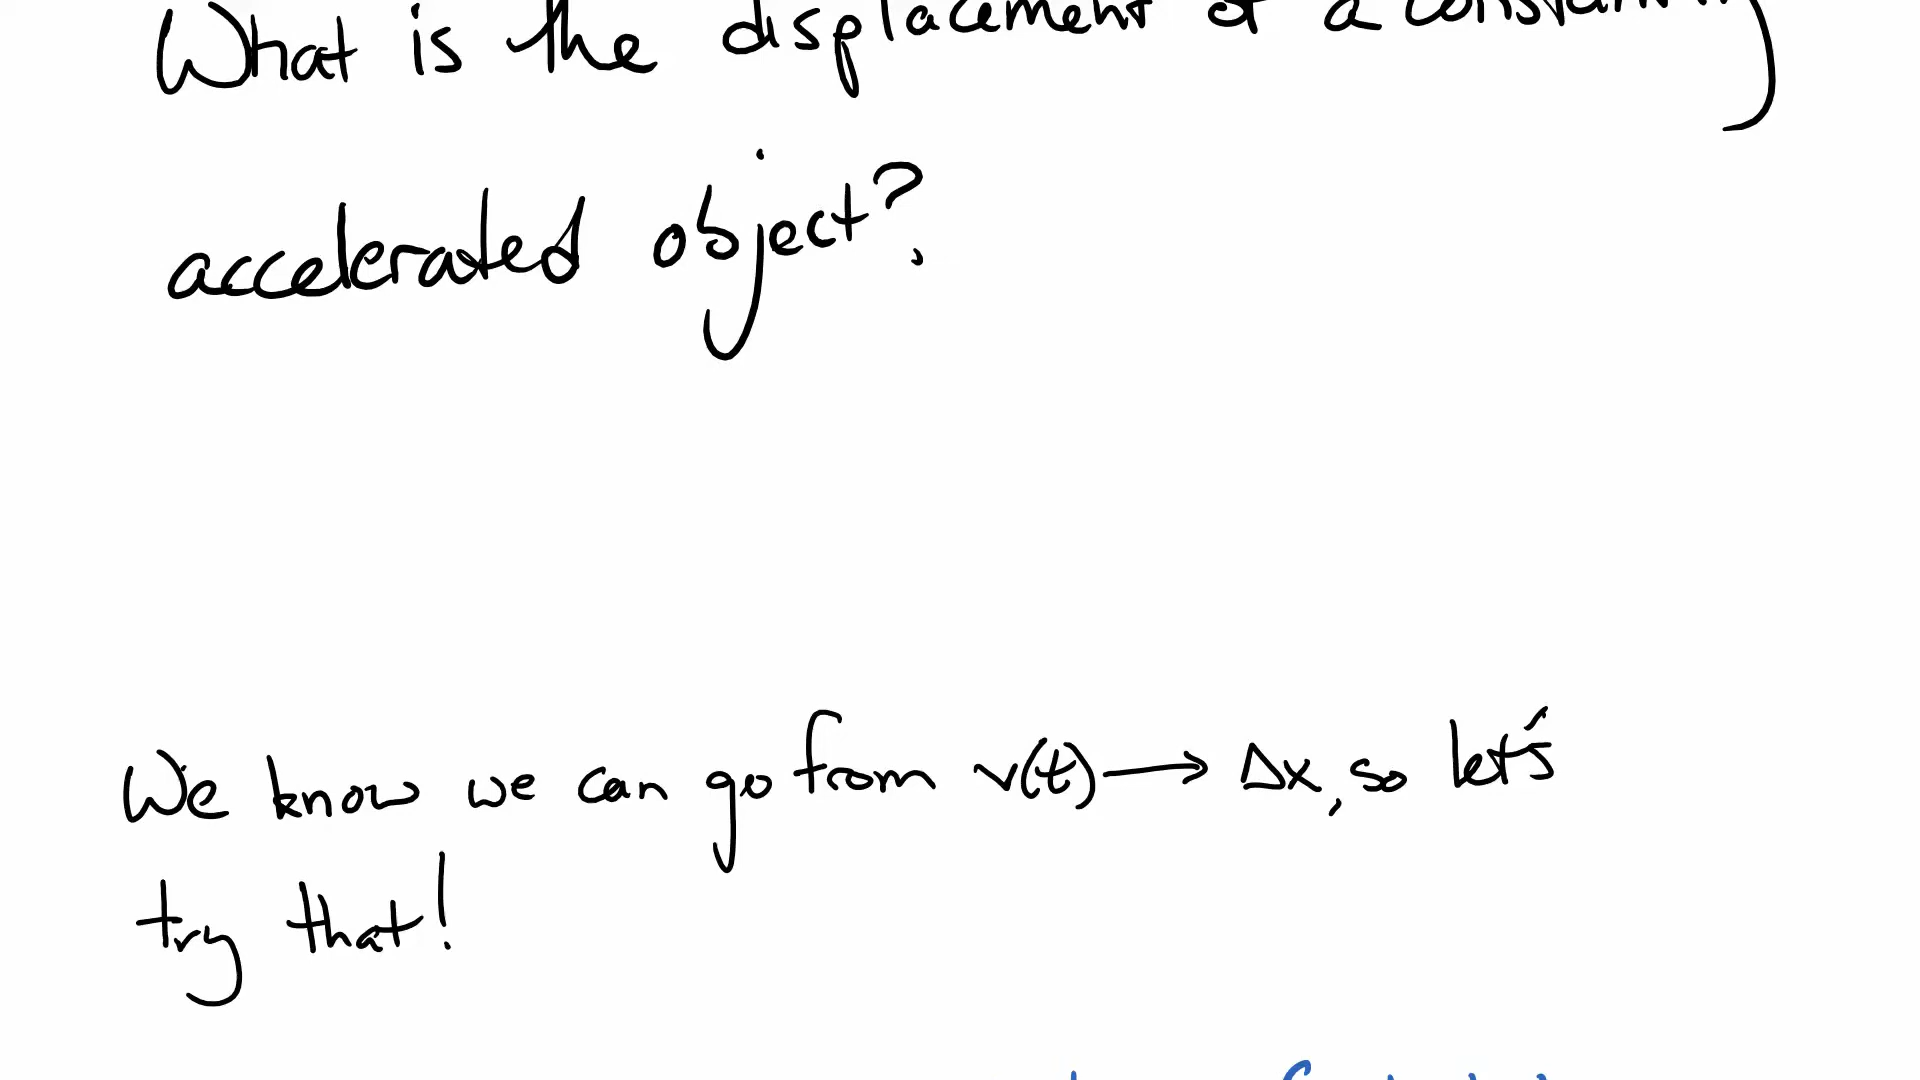 What is the displacement of a constantly
accelerated object?
We know we can go from v(t) → Δx, so let's
try that!